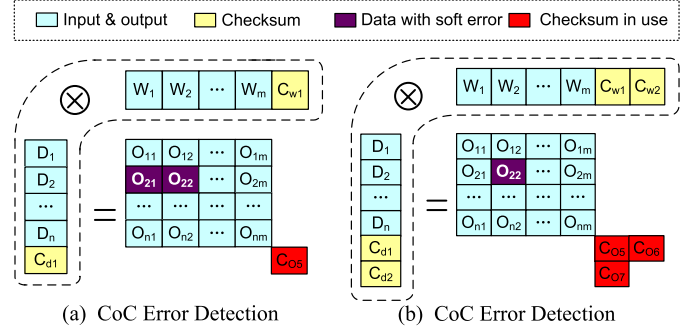 Input & output Checksum Data with soft error Checksum in use
W1 W2 ... Wm Cw1
D1
D2
...
Dn
Cd1
⊗
=
O11 O12 ... O1m
O21 O22 ... O2m
... ... ... ...
On1 On2 ... Onm
CO5
(a) CoC Error Detection
W1 W2 ... Wm Cw1 Cw2
D1
D2
...
Dn
Cd1
Cd2
⊗
=
O11 O12 ... O1m
O21 O22 ... O2m
... ... ... ...
On1 On2 ... Onm
CO5 CO6
CO7
(b) CoC Error Detection